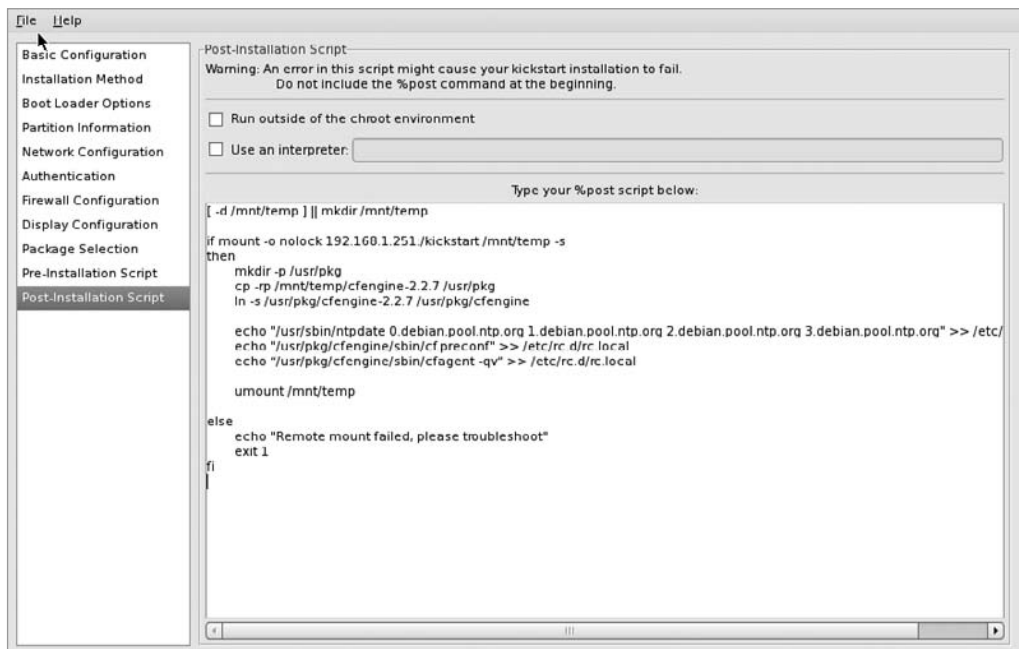 File Help
Basic Configuration
Installation Method
Boot Loader Options
Partition Information
Network Configuration
Authentication
Firewall Configuration
Display Configuration
Package Selection
Pre-Installation Script
Post-Installation Script
Post-Installation Script
Warning: An error in this script might cause your kickstart installation to fail.
Do not include the %post command at the beginning.
Run outside of the chroot environment
Use an interpreter:
Type your %post script below:
[ -d /mnt/temp ] || mkdir /mnt/temp
if mount -o nolock 192.168.1.251./kickstart /mnt/temp -s
then
mkdir -p /usr/pkg
cp -rp /mnt/temp/cfengine-2.2.7 /usr/pkg
ln -s /usr/pkg/cfengine-2.2.7 /usr/pkg/cfengine
echo "/usr/sbin/ntpdate 0.debian.pool.ntp.org 1.debian.pool.ntp.org 2.debian.pool.ntp.org 3.debian.pool.ntp.org" >> /etc/
echo "/usr/pkg/cfengine/sbin/cf.preconf" >> /etc/rc.d/rc.local
echo "/usr/pkg/cfengine/sbin/cfagent -qv" >> /etc/rc.d/rc.local
umount /mnt/temp
else
echo "Remote mount failed, please troubleshoot"
exit 1
fi